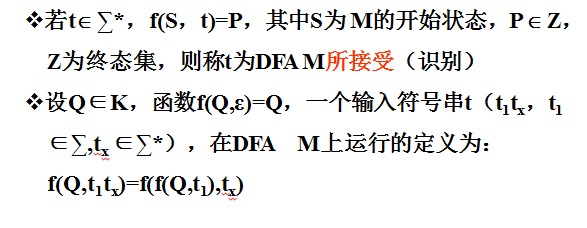 ❖若t∈∑*，f(S，t)=P，其中S为 M的开始状态，P∈Z，
Z为终态集，则称t为DFA M所接受（识别）
❖设Q∈K，函数f(Q,ε)=Q，一个输入符号串t（t₁tₓ，t₁
∈∑,tₓ∈∑*），在DFA M上运行的定义为：
f(Q,t₁tₓ)=f(f(Q,t₁),tₓ)